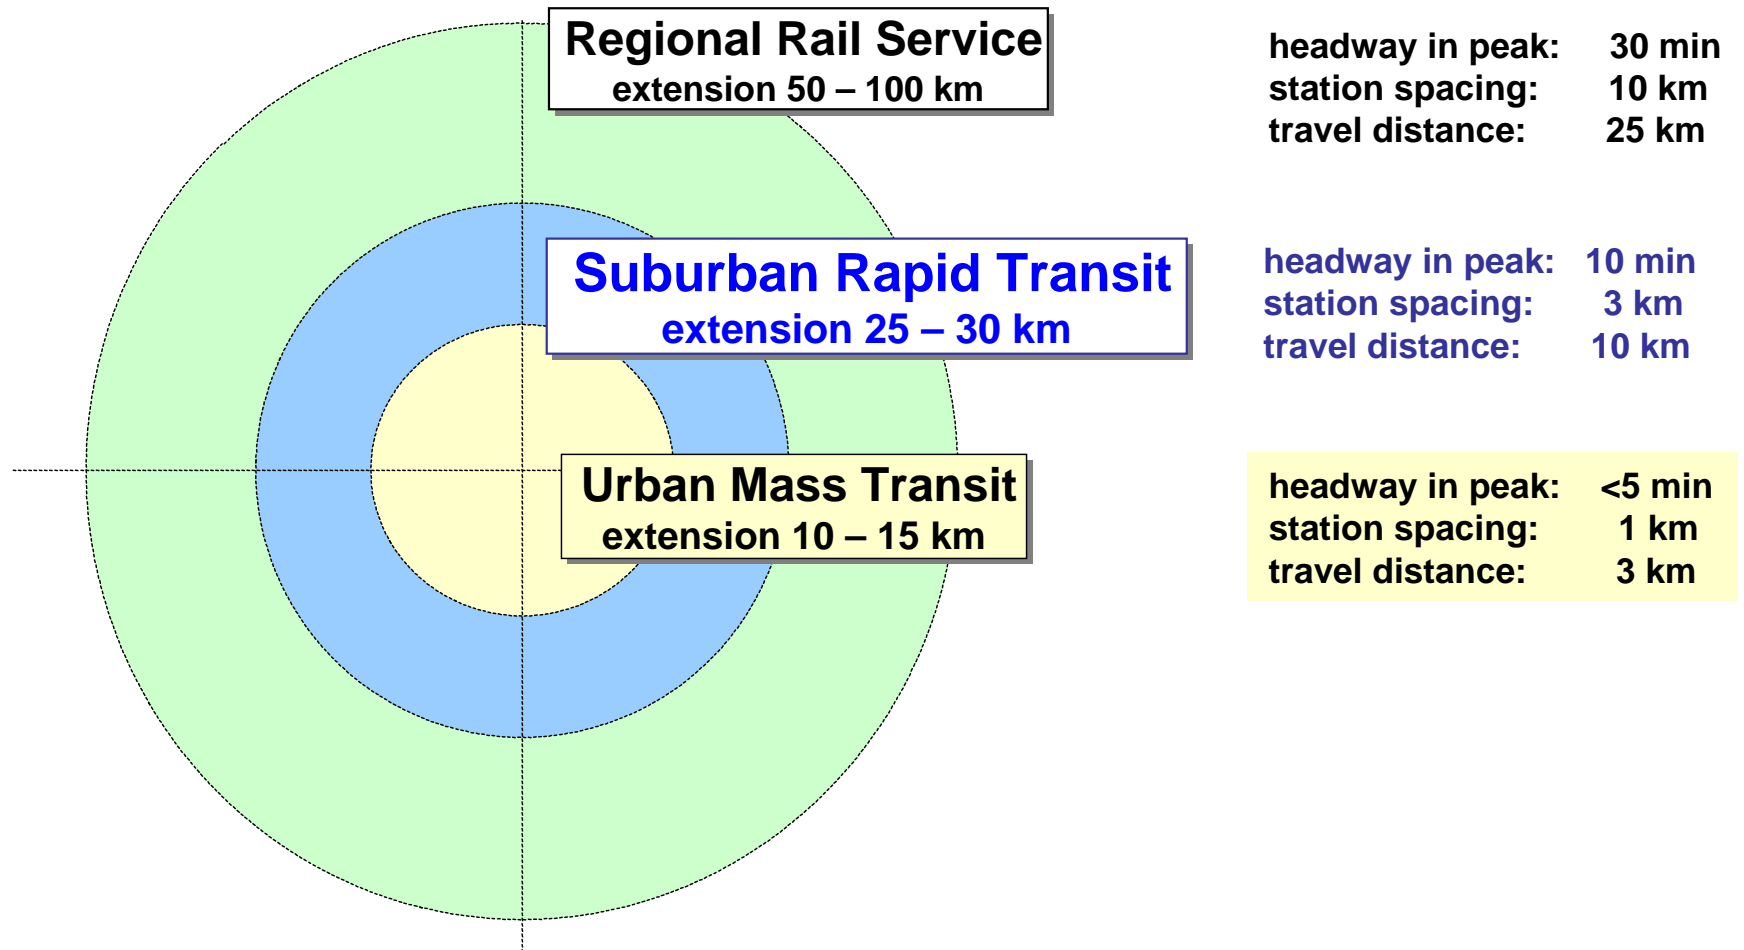 Regional Rail Service
extension 50 – 100 km
headway in peak: 30 min
station spacing: 10 km
travel distance: 25 km
Suburban Rapid Transit
extension 25 – 30 km
headway in peak: 10 min
station spacing: 3 km
travel distance: 10 km
Urban Mass Transit
extension 10 – 15 km
headway in peak: <5 min
station spacing: 1 km
travel distance: 3 km